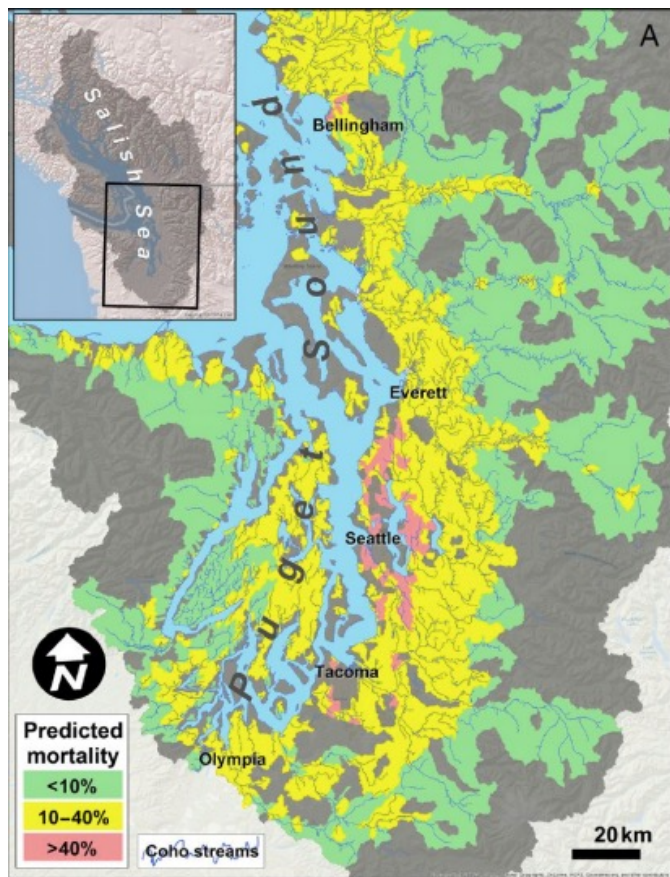 A
Salish Sea
Bellingham
Puget Sound
Everett
Seattle
Tacoma
N
Olympia
Predicted
mortality
<10%
10–40%
>40%
Coho streams
20 km